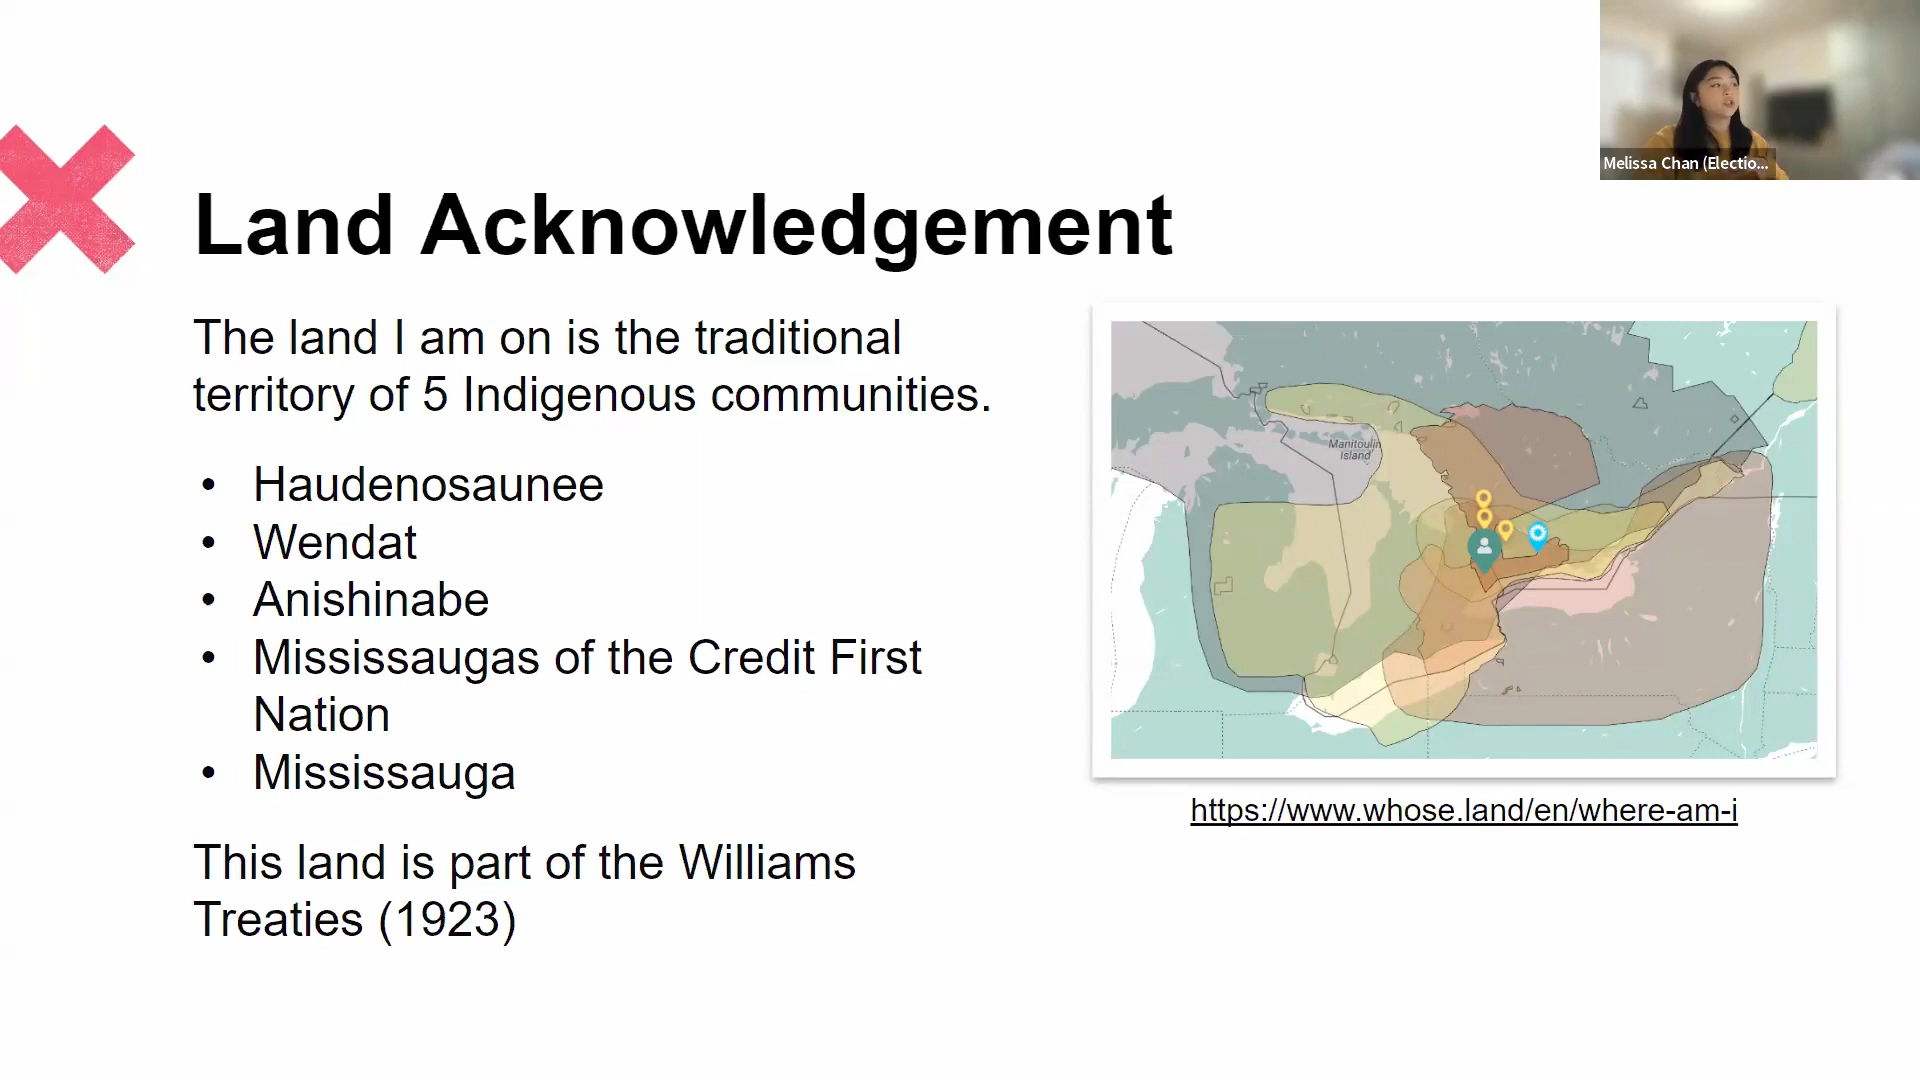 Melissa Chan (Electio...
Land Acknowledgement
The land I am on is the traditional
territory of 5 Indigenous communities.
• Haudenosaunee
• Wendat
• Anishinabe
• Mississaugas of the Credit First
Nation
• Mississauga
This land is part of the Williams
Treaties (1923)
Manitoulin
Island
https://www.whose.land/en/where-am-i